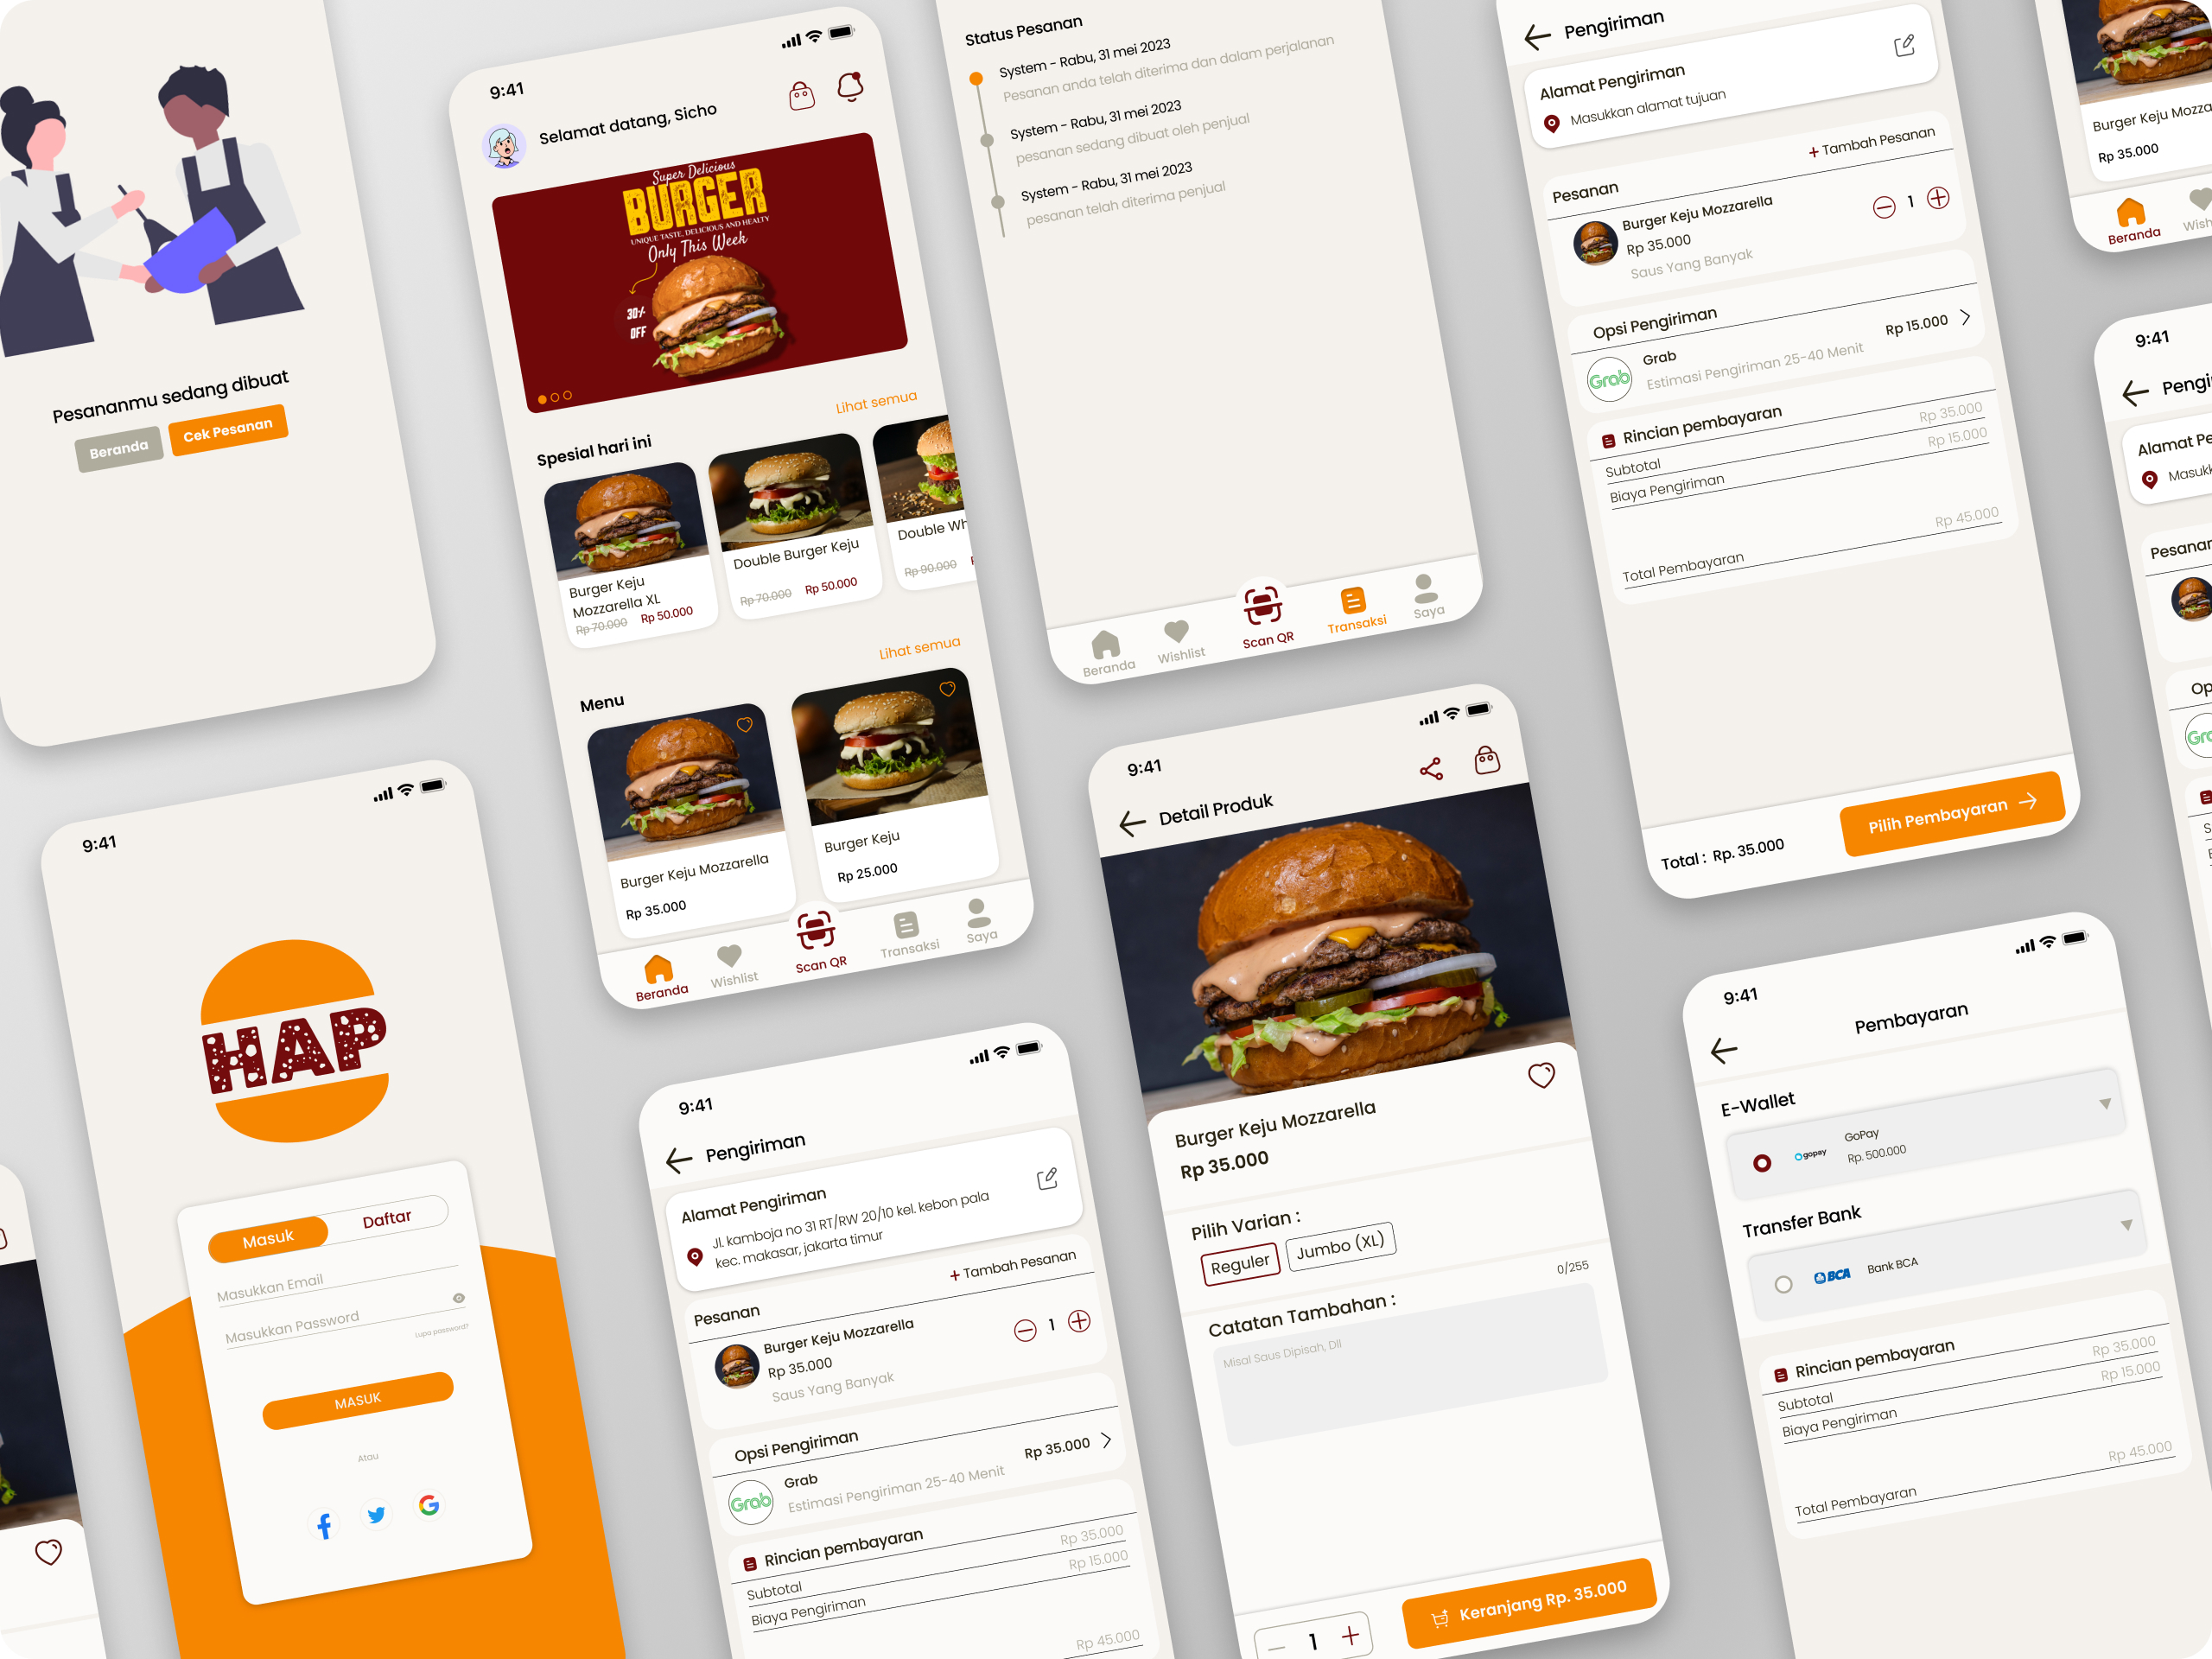 Pesananmu sedang dibuat
Beranda
Cek Pesanan
9:41
Selamat datang, Sicho
Super Delicious
BURGER
UNIQUE TASTE, DELICIOUS AND HEALTY
Only This Week
30%
OFF
Lihat semua
Spesial hari ini
Burger Keju
Mozzarella XL
Rp 70.000
Rp 50.000
Double Burger Keju
Rp 70.000
Rp 50.000
Double Wh
Rp 90.000
Lihat semua
Menu
Burger Keju Mozzarella
Rp 35.000
Burger Keju
Rp 25.000
Beranda
Wishlist
Scan QR
Transaksi
Saya
Status Pesanan
System - Rabu, 31 mei 2023
Pesanan anda telah diterima dan dalam perjalanan
System - Rabu, 31 mei 2023
pesanan sedang dibuat oleh penjual
System - Rabu, 31 mei 2023
pesanan telah diterima penjual
Beranda
Wishlist
Scan QR
Transaksi
Saya
Pengiriman
Alamat Pengiriman
Masukkan alamat tujuan
+ Tambah Pesanan
Pesanan
Burger Keju Mozzarella
Rp 35.000
Saus Yang Banyak
1
Opsi Pengiriman
Grab
Grab
Estimasi Pengiriman 25-40 Menit
Rp 15.000
Rincian pembayaran
Subtotal
Rp 35.000
Biaya Pengiriman
Rp 15.000
Total Pembayaran
Rp 45.000
Total : Rp. 35.000
Pilih Pembayaran
Burger Keju Mozza
Rp 35.000
Beranda
Wish
9:41
Pengi
Alamat Pe
Masukk
Pesanan
Op
Gra
9:41
HAP
Masuk
Daftar
Masukkan Email
Masukkan Password
Lupa password?
MASUK
Atau
9:41
Pengiriman
Alamat Pengiriman
Jl. kamboja no 31 RT/RW 20/10 kel. kebon pala
kec. makasar, jakarta timur
+ Tambah Pesanan
Pesanan
Burger Keju Mozzarella
Rp 35.000
Saus Yang Banyak
1
Opsi Pengiriman
Grab
Grab
Estimasi Pengiriman 25-40 Menit
Rp 35.000
Rincian pembayaran
Subtotal
Rp 35.000
Biaya Pengiriman
Rp 15.000
Rp 45.000
9:41
Detail Produk
Burger Keju Mozzarella
Rp 35.000
Pilih Varian :
Reguler
Jumbo (XL)
Catatan Tambahan :
0/255
Misal Saus Dipisah, Dll
1
Keranjang Rp. 35.000
9:41
Pembayaran
E-Wallet
gopay
GoPay
Rp. 500.000
Transfer Bank
BCA
Bank BCA
Rincian pembayaran
Subtotal
Rp 35.000
Biaya Pengiriman
Rp 15.000
Total Pembayaran
Rp 45.000